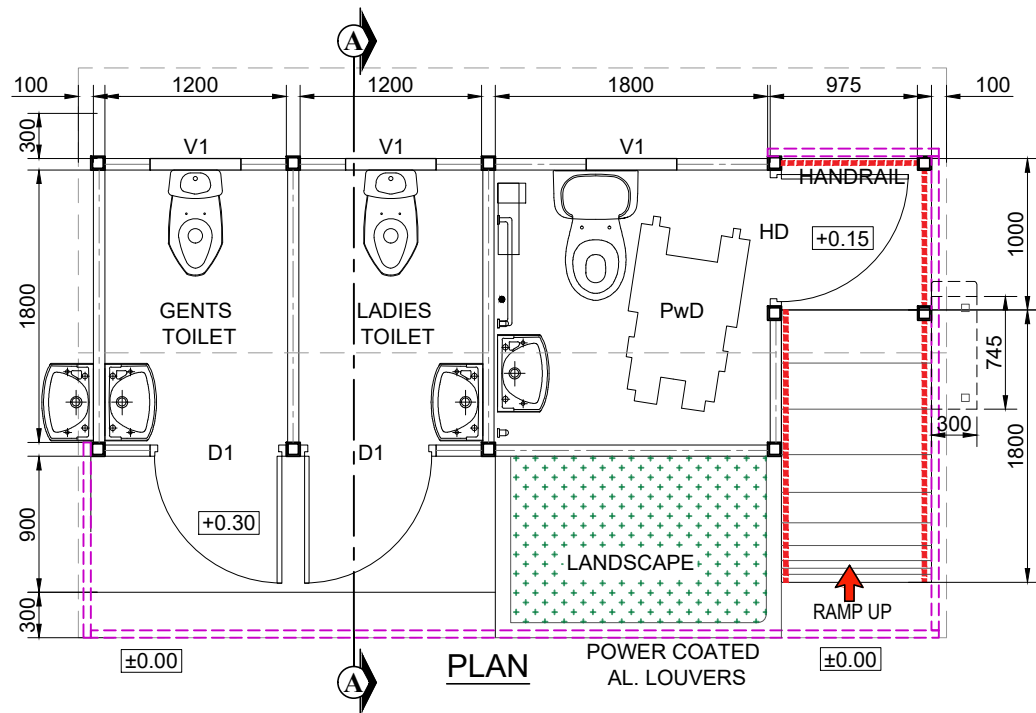 A
100
1200
1200
1800
975
100
300
V1
V1
V1
HANDRAIL
HD
+0.15
1000
1800
GENTS
TOILET
LADIES
TOILET
PwD
745
300
1800
D1
D1
+0.30
900
LANDSCAPE
300
RAMP UP
±0.00
PLAN
POWER COATED
AL. LOUVERS
±0.00
A